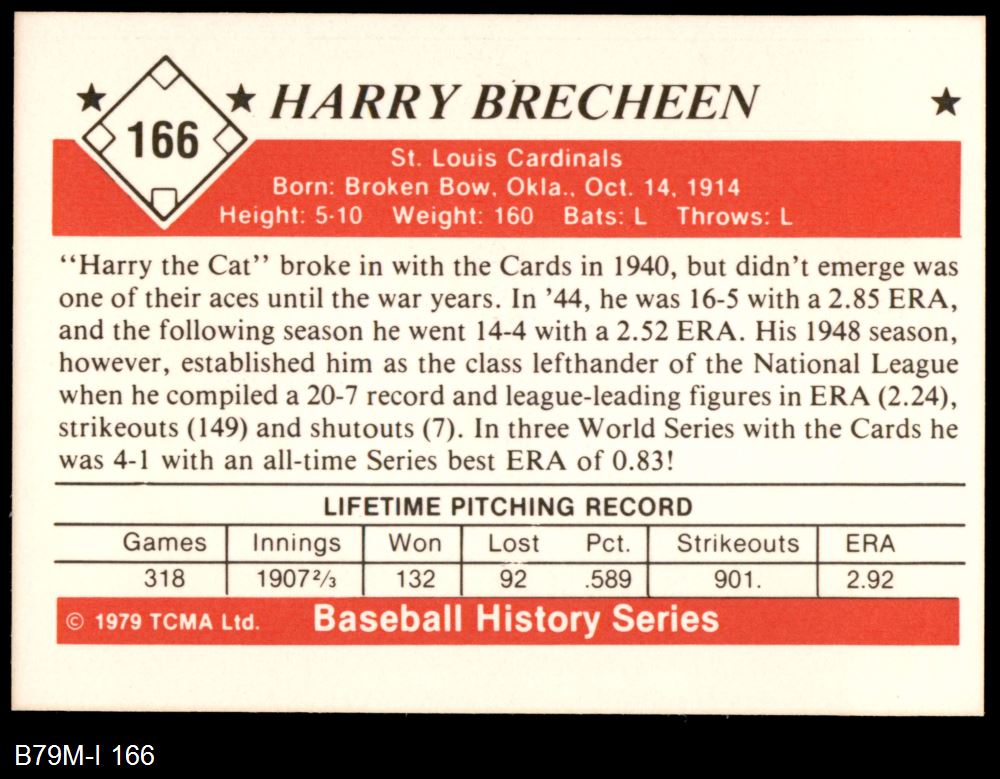 166
HARRY BRECHEEN
St. Louis Cardinals
Born: Broken Bow, Okla., Oct. 14, 1914
Height: 5-10 Weight: 160 Bats: L Throws: L
“Harry the Cat” broke in with the Cards in 1940, but didn’t emerge was
one of their aces until the war years. In ’44, he was 16-5 with a 2.85 ERA,
and the following season he went 14-4 with a 2.52 ERA. His 1948 season,
however, established him as the class lefthander of the National League
when he compiled a 20-7 record and league-leading figures in ERA (2.24),
strikeouts (149) and shutouts (7). In three World Series with the Cards he
was 4-1 with an all-time Series best ERA of 0.83!
LIFETIME PITCHING RECORD
Games Innings Won Lost Pct. Strikeouts ERA
318 1907⅔ 132 92 .589 901. 2.92
© 1979 TCMA Ltd. Baseball History Series
B79M-I 166